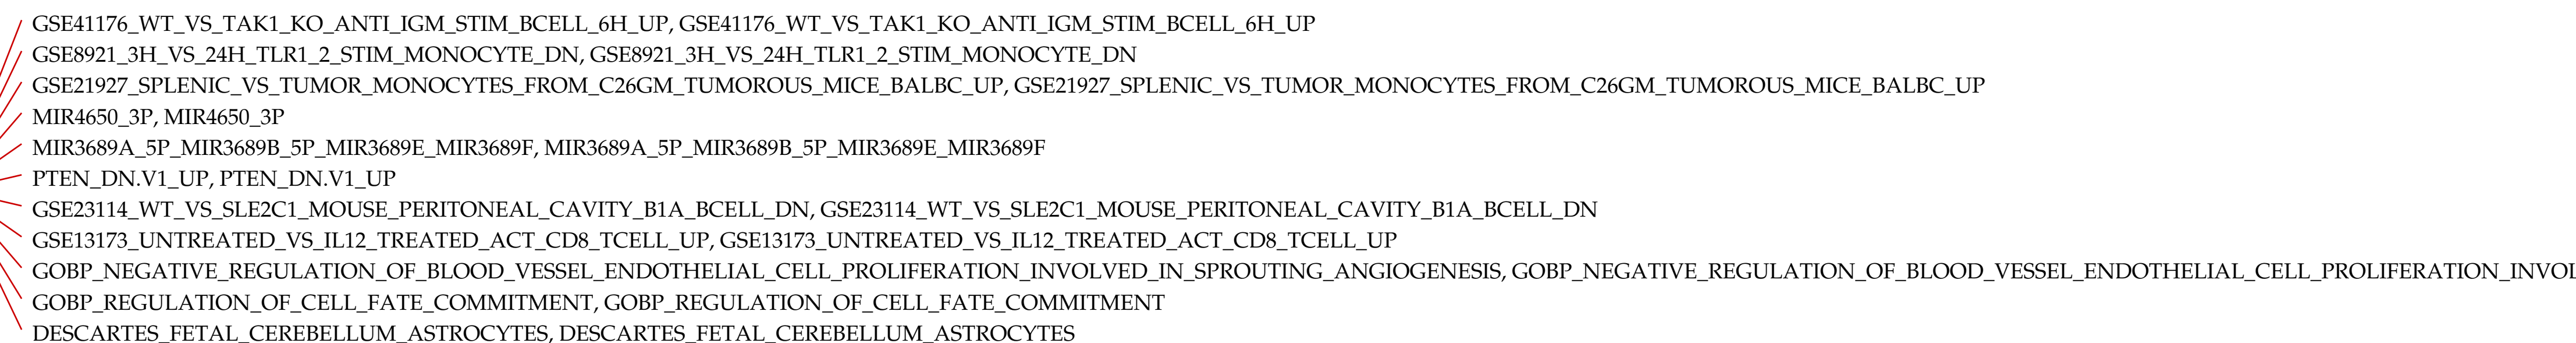 GSE41176_WT_VS_TAK1_KO_ANTI_IGM_STIM_BCELL_6H_UP, GSE41176_WT_VS_TAK1_KO_ANTI_IGM_STIM_BCELL_6H_UP
GSE8921_3H_VS_24H_TLR1_2_STIM_MONOCYTE_DN, GSE8921_3H_VS_24H_TLR1_2_STIM_MONOCYTE_DN
GSE21927_SPLENIC_VS_TUMOR_MONOCYTES_FROM_C26GM_TUMOROUS_MICE_BALBC_UP, GSE21927_SPLENIC_VS_TUMOR_MONOCYTES_FROM_C26GM_TUMOROUS_MICE_BALBC_UP
MIR4650_3P, MIR4650_3P
MIR3689A_5P_MIR3689B_5P_MIR3689E_MIR3689F, MIR3689A_5P_MIR3689B_5P_MIR3689E_MIR3689F
PTEN_DN.V1_UP, PTEN_DN.V1_UP
GSE23114_WT_VS_SLE2C1_MOUSE_PERITONEAL_CAVITY_B1A_BCELL_DN, GSE23114_WT_VS_SLE2C1_MOUSE_PERITONEAL_CAVITY_B1A_BCELL_DN
GSE13173_UNTREATED_VS_IL12_TREATED_ACT_CD8_TCELL_UP, GSE13173_UNTREATED_VS_IL12_TREATED_ACT_CD8_TCELL_UP
GOBP_NEGATIVE_REGULATION_OF_BLOOD_VESSEL_ENDOTHELIAL_CELL_PROLIFERATION_INVOLVED_IN_SPROUTING_ANGIOGENESIS, GOBP_NEGATIVE_REGULATION_OF_BLOOD_VESSEL_ENDOTHELIAL_CELL_PROLIFERATION_INVOL
GOBP_REGULATION_OF_CELL_FATE_COMMITMENT, GOBP_REGULATION_OF_CELL_FATE_COMMITMENT
DESCARTES_FETAL_CEREBELLUM_ASTROCYTES, DESCARTES_FETAL_CEREBELLUM_ASTROCYTES